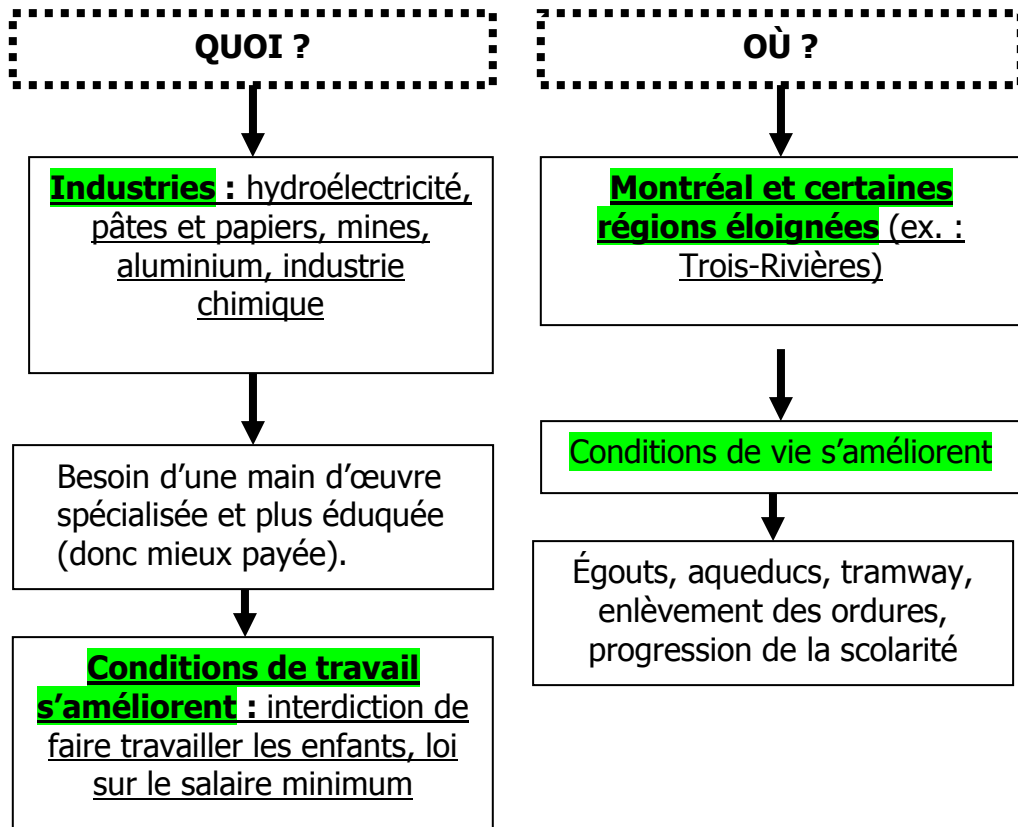 QUOI ?
Industries : hydroélectricité,
pâtes et papiers, mines,
aluminium, industrie
chimique
Besoin d’une main d’œuvre
spécialisée et plus éduquée
(donc mieux payée).
Conditions de travail
s’améliorent : interdiction de
faire travailler les enfants, loi
sur le salaire minimum
OÙ ?
Montréal et certaines
régions éloignées (ex. :
Trois-Rivières)
Conditions de vie s’améliorent
Égouts, aqueducs, tramway,
enlèvement des ordures,
progression de la scolarité